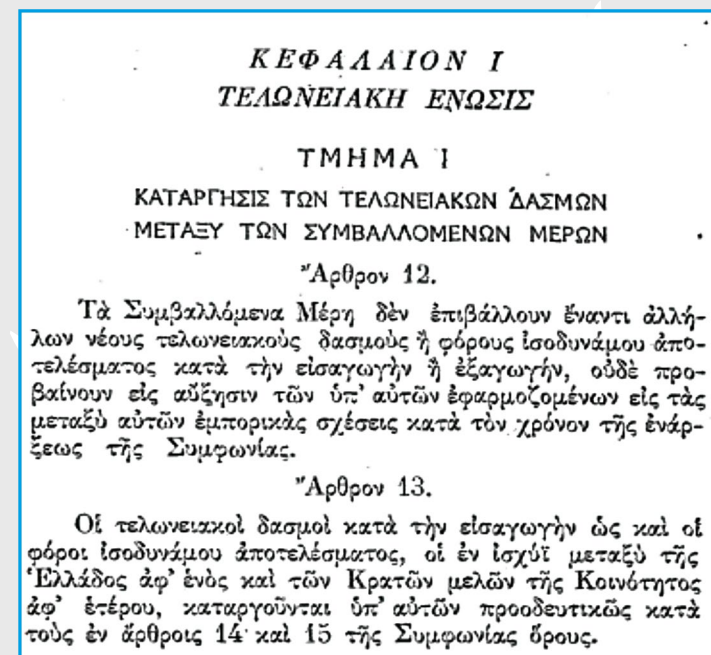 ΚΕΦΑΛΑΙΟΝ Ι
ΤΕΛΩΝΕΙΑΚΗ ΕΝΩΣΙΣ
ΤΜΗΜΑ Ι
ΚΑΤΑΡΓΗΣΙΣ ΤΩΝ ΤΕΛΩΝΕΙΑΚΩΝ ΔΑΣΜΩΝ
ΜΕΤΑΞΥ ΤΩΝ ΣΥΜΒΑΛΛΟΜΕΝΩΝ ΜΕΡΩΝ
Ἄρθρον 12.
Τὰ Συμβαλλόμενα Μέρη δὲν ἐπιβάλλουν ἔναντι ἀλλή-
λων νέους τελωνειακοὺς δασμοὺς ἢ φόρους ἰσοδυνάμου ἀπο-
τελέσματος κατὰ τὴν εἰσαγωγὴν ἢ ἐξαγωγήν, οὐδὲ προ-
βαίνουν εἰς αὔξησιν τῶν ὑπ' αὐτῶν ἐφαρμοζομένων εἰς τὰς
μεταξὺ αὐτῶν ἐμπορικὰς σχέσεις κατὰ τὸν χρόνον τῆς ἐνάρ-
ξεως τῆς Συμφωνίας.
Ἄρθρον 13.
Οἱ τελωνειακοὶ δασμοὶ κατὰ τὴν εἰσαγωγὴν ὡς καὶ οἱ
φόροι ἰσοδυνάμου ἀποτελέσματος, οἱ ἐν ἰσχύϊ μεταξὺ τῆς
Ἑλλάδος ἀφ' ἑνὸς καὶ τῶν Κρατῶν μελῶν τῆς Κοινότητος
ἀφ' ἑτέρου, καταργοῦνται ὑπ' αὐτῶν προοδευτικῶς κατὰ
τοὺς ἐν ἄρθροις 14 καὶ 15 τῆς Συμφωνίας ὅρους.